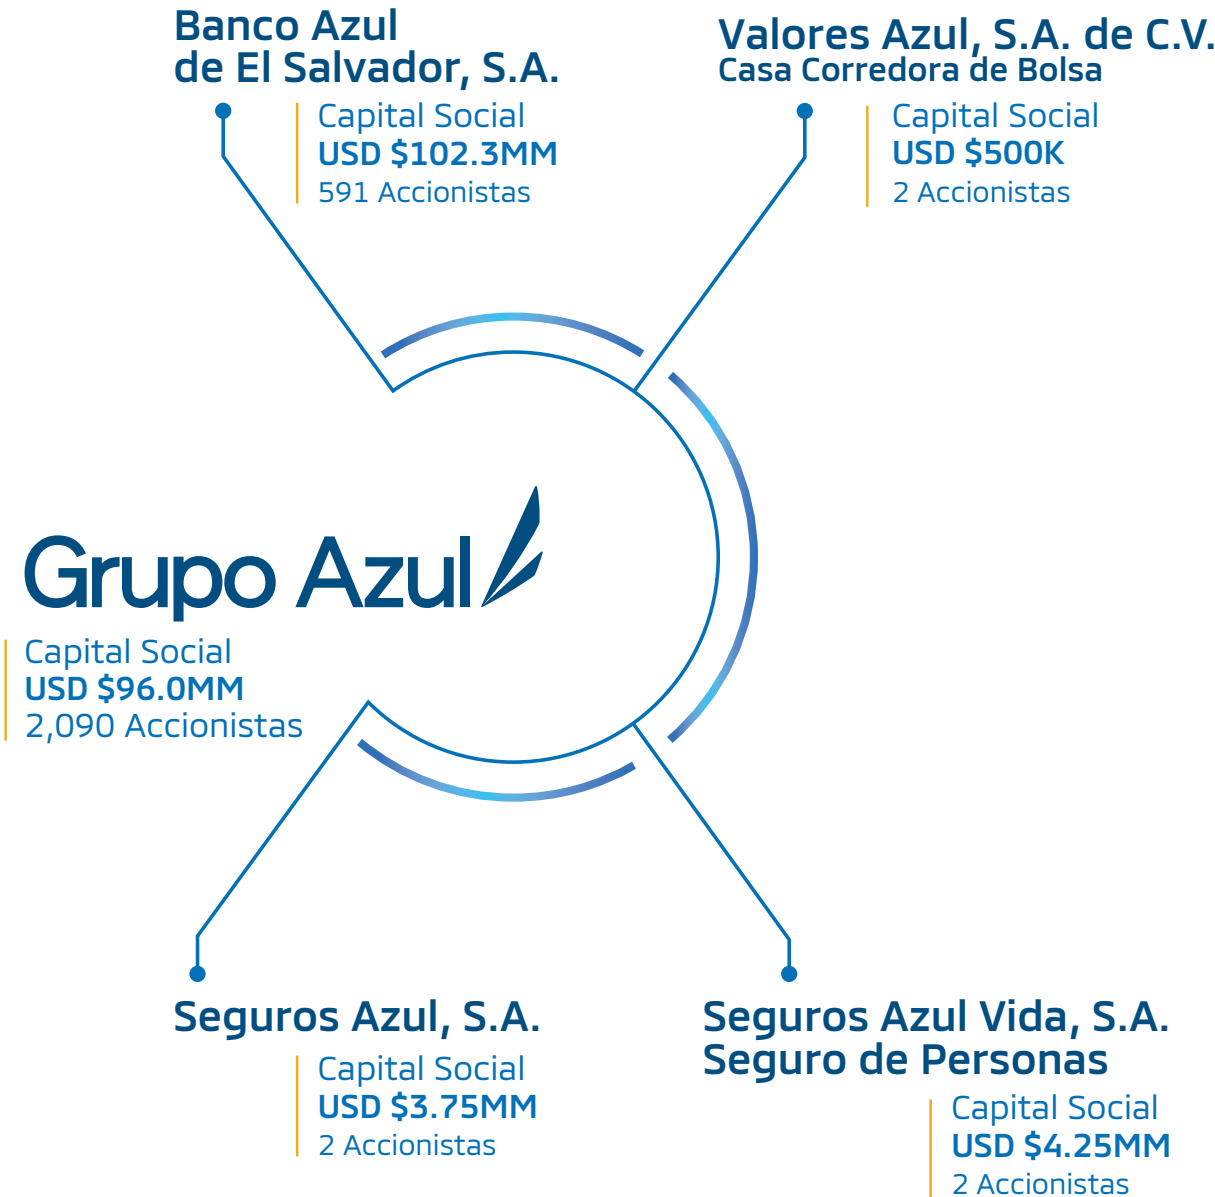 Banco Azul
de El Salvador, S.A.
Capital Social
USD $102.3MM
591 Accionistas
Valores Azul, S.A. de C.V.
Casa Corredora de Bolsa
Capital Social
USD $500K
2 Accionistas
Grupo Azul
Capital Social
USD $96.0MM
2,090 Accionistas
Seguros Azul, S.A.
Capital Social
USD $3.75MM
2 Accionistas
Seguros Azul Vida, S.A.
Seguro de Personas
Capital Social
USD $4.25MM
2 Accionistas